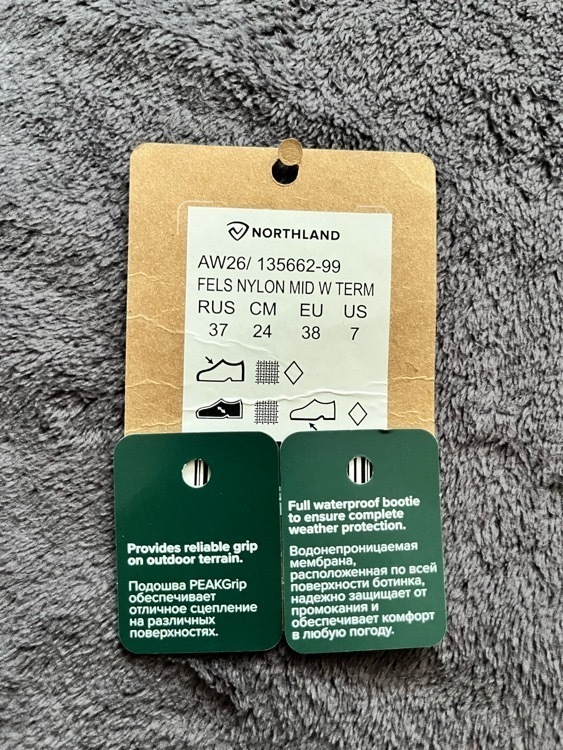 NORTHLAND
AW26/ 135662-99
FELS NYLON MID W TERM
RUS CM EU US
37 24 38 7
Provides reliable grip
on outdoor terrain.
Подошва PEAKGrip
обеспечивает
отличное сцепление
на различных
поверхностях.
Full waterproof bootie
to ensure complete
weather protection.
Водонепроницаемая
мембрана,
расположенная по всей
поверхности ботинка,
надежно защищает от
промокания и
обеспечивает комфорт
в любую погоду.